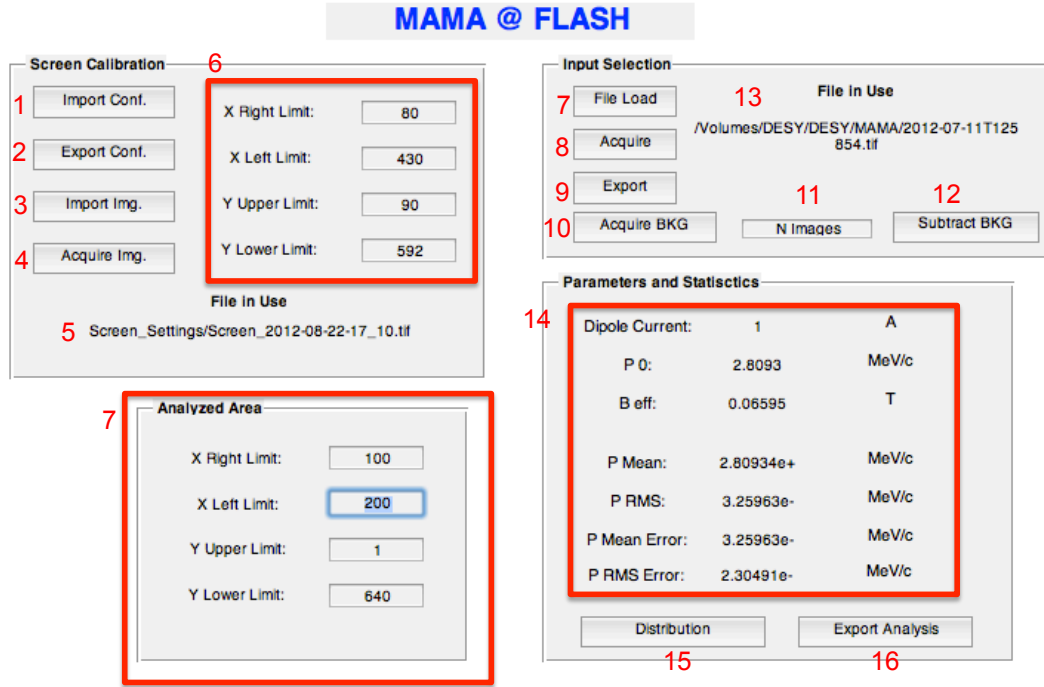 MAMA @ FLASH
Screen Calibration
6
1 Import Conf.
2 Export Conf.
3 Import Img.
4 Acquire Img.
X Right Limit: 80
X Left Limit: 430
Y Upper Limit: 90
Y Lower Limit: 592
File in Use
5 Screen_Settings/Screen_2012-08-22-17_10.tif
7
Analyzed Area
X Right Limit: 100
X Left Limit: 200
Y Upper Limit: 1
Y Lower Limit: 640
Input Selection
7 File Load
8 Acquire
9 Export
10 Acquire BKG
13 File in Use
/Volumes/DESY/DESY/MAMA/2012-07-11T125
854.tif
11
N Images
12
Subtract BKG
Parameters and Statisctics
14
Dipole Current: 1 A
P 0: 2.8093 MeV/c
B eff: 0.06595 T
P Mean: 2.80934e+ MeV/c
P RMS: 3.25963e- MeV/c
P Mean Error: 3.25963e- MeV/c
P RMS Error: 2.30491e- MeV/c
Distribution
15
Export Analysis
16